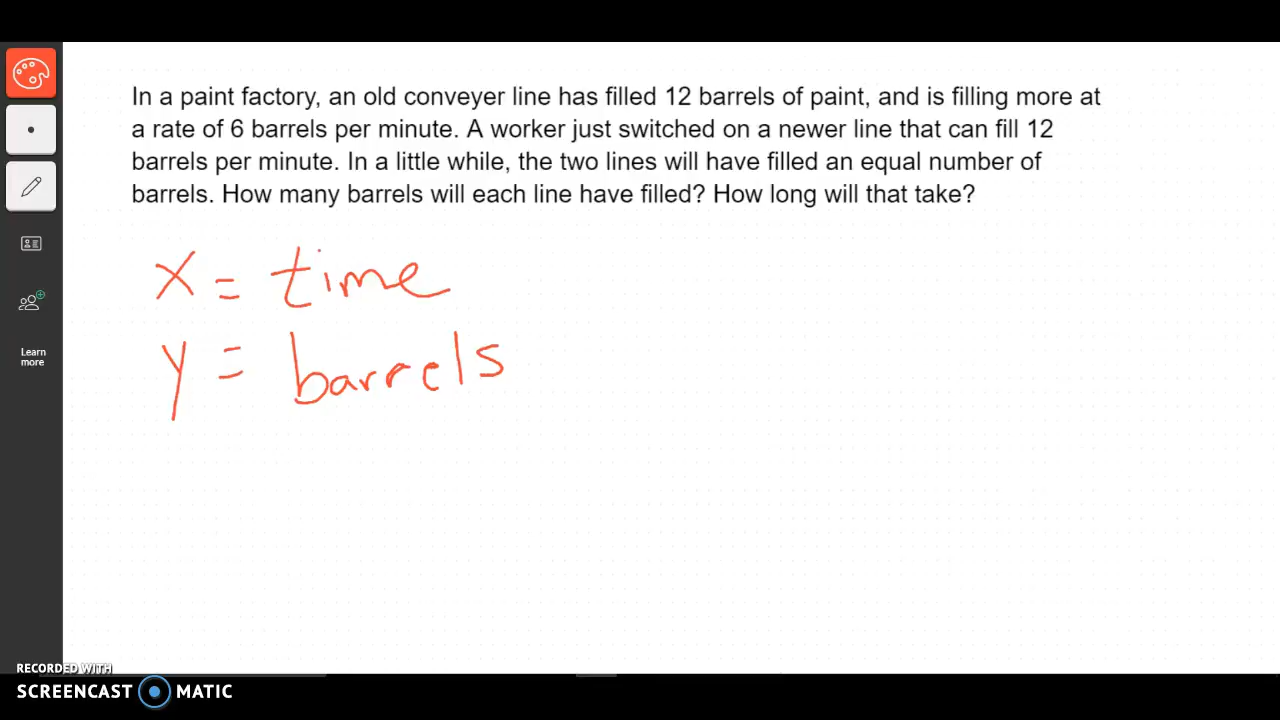 In a paint factory, an old conveyer line has filled 12 barrels of paint, and is filling more at
a rate of 6 barrels per minute. A worker just switched on a newer line that can fill 12
barrels per minute. In a little while, the two lines will have filled an equal number of
barrels. How many barrels will each line have filled? How long will that take?
x = time
y = barrels
Learn
more
RECORDED WITH
SCREENCAST MATIC